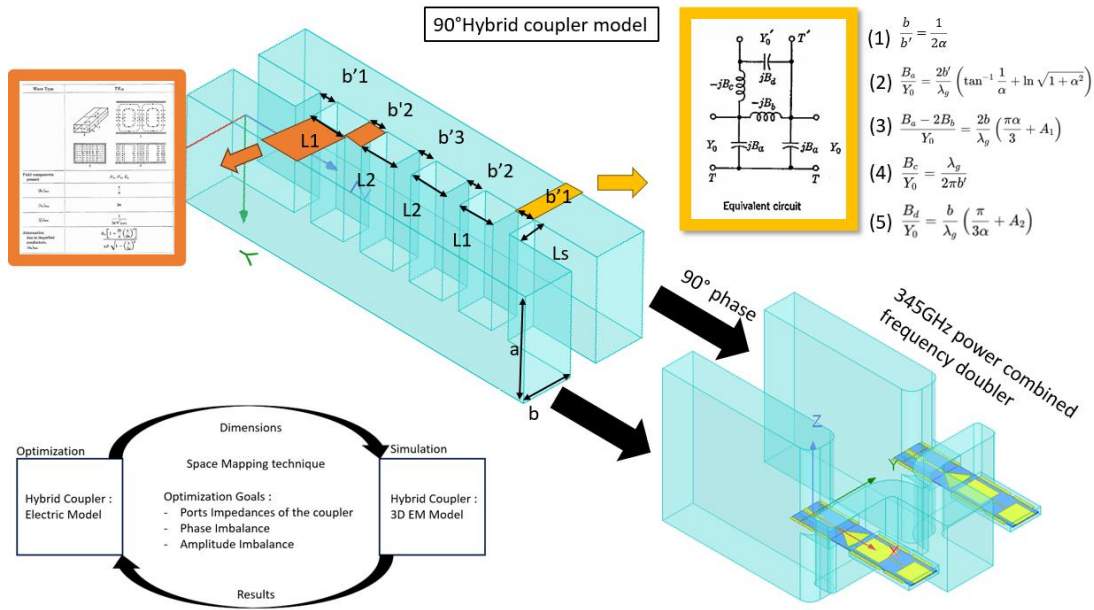 90°Hybrid coupler model
Wave Type
b'1
b'2
b'3
b'2
b'1
L1
L2
L2
L1
Ls
Y
a
b
Y₀′ T′
jB_d
-jB_c
-jB_b
Y₀ jB_a jB_a Y₀
T T
Equivalent circuit
(1) b/b′ = 1/2α
(2) B_a/Y₀ = 2b′/λ_g (tan⁻¹ 1/α + ln √(1 + α²))
(3) (B_a − 2B_b)/Y₀ = 2b/λ_g (πα/3 + A₁)
(4) B_c/Y₀ = λ_g/2πb′
(5) B_d/Y₀ = b/λ_g (π/3α + A₂)
90° phase
345GHz power combined
frequency doubler
Z
Y
X
Dimensions
Optimization
Simulation
Space Mapping technique
Hybrid Coupler :
Electric Model
Optimization Goals :
- Ports Impedances of the coupler
- Phase Imbalance
- Amplitude Imbalance
Hybrid Coupler :
3D EM Model
Results